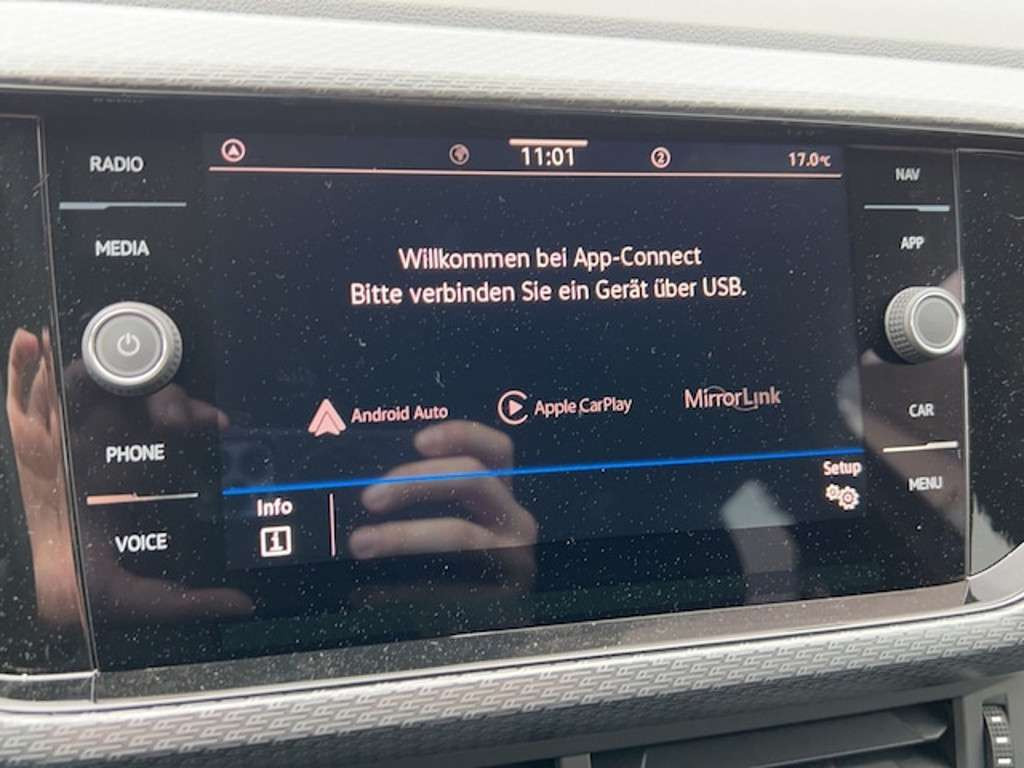 RADIO
MEDIA
PHONE
VOICE
2
11:01
17.0°C
Willkommen bei App-Connect
Bitte verbinden Sie ein Gerät über USB.
Android Auto
Apple CarPlay
MirrorLink
Info
i
Setup
NAV
APP
CAR
MENU